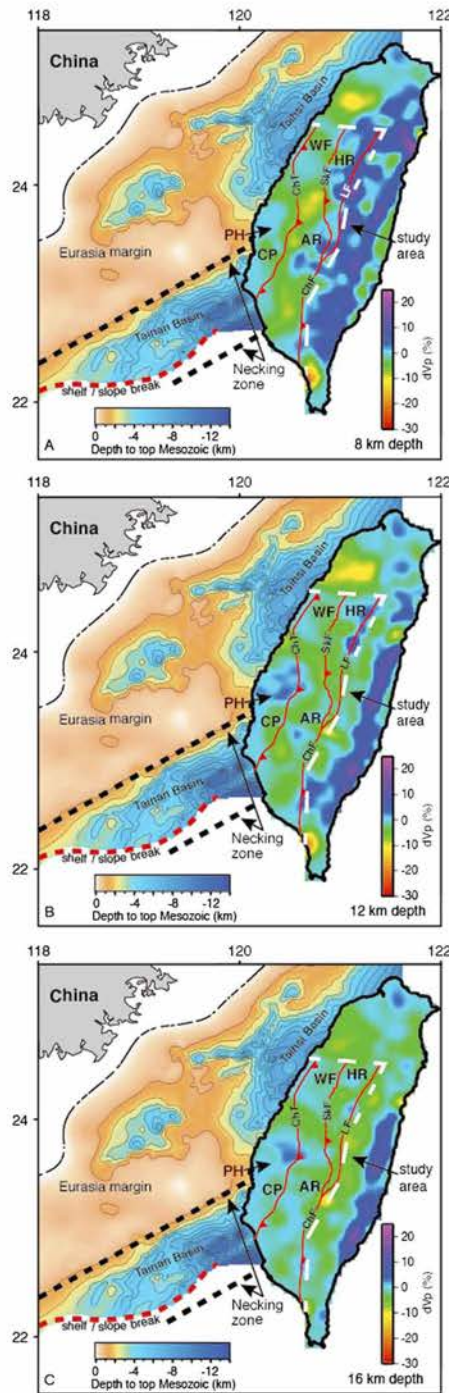 118 120 122
China
Taihsi Basin
24
WF
HR
ChF
SkF
LF
PH
CP
AR
Eurasia margin
study
area
ChF
Tainan Basin
Necking
zone
shelf / slope break
22
0 -4 -8 -12
Depth to top Mesozoic (km)
20
10
0
-10
-20
-30
dVp (%)
A
8 km depth
118 120 122
China
Taihsi Basin
24
WF
HR
ChF
SkF
LF
PH
CP
AR
Eurasia margin
study
area
ChF
Tainan Basin
Necking
zone
shelf / slope break
22
0 -4 -8 -12
Depth to top Mesozoic (km)
20
10
0
-10
-20
-30
dVp (%)
B
12 km depth
118 120 122
China
Taihsi Basin
24
WF
HR
ChF
SkF
LF
PH
CP
AR
Eurasia margin
study
area
ChF
Tainan Basin
Necking
zone
shelf / slope break
22
0 -4 -8 -12
Depth to top Mesozoic (km)
20
10
0
-10
-20
-30
dVp (%)
C
16 km depth